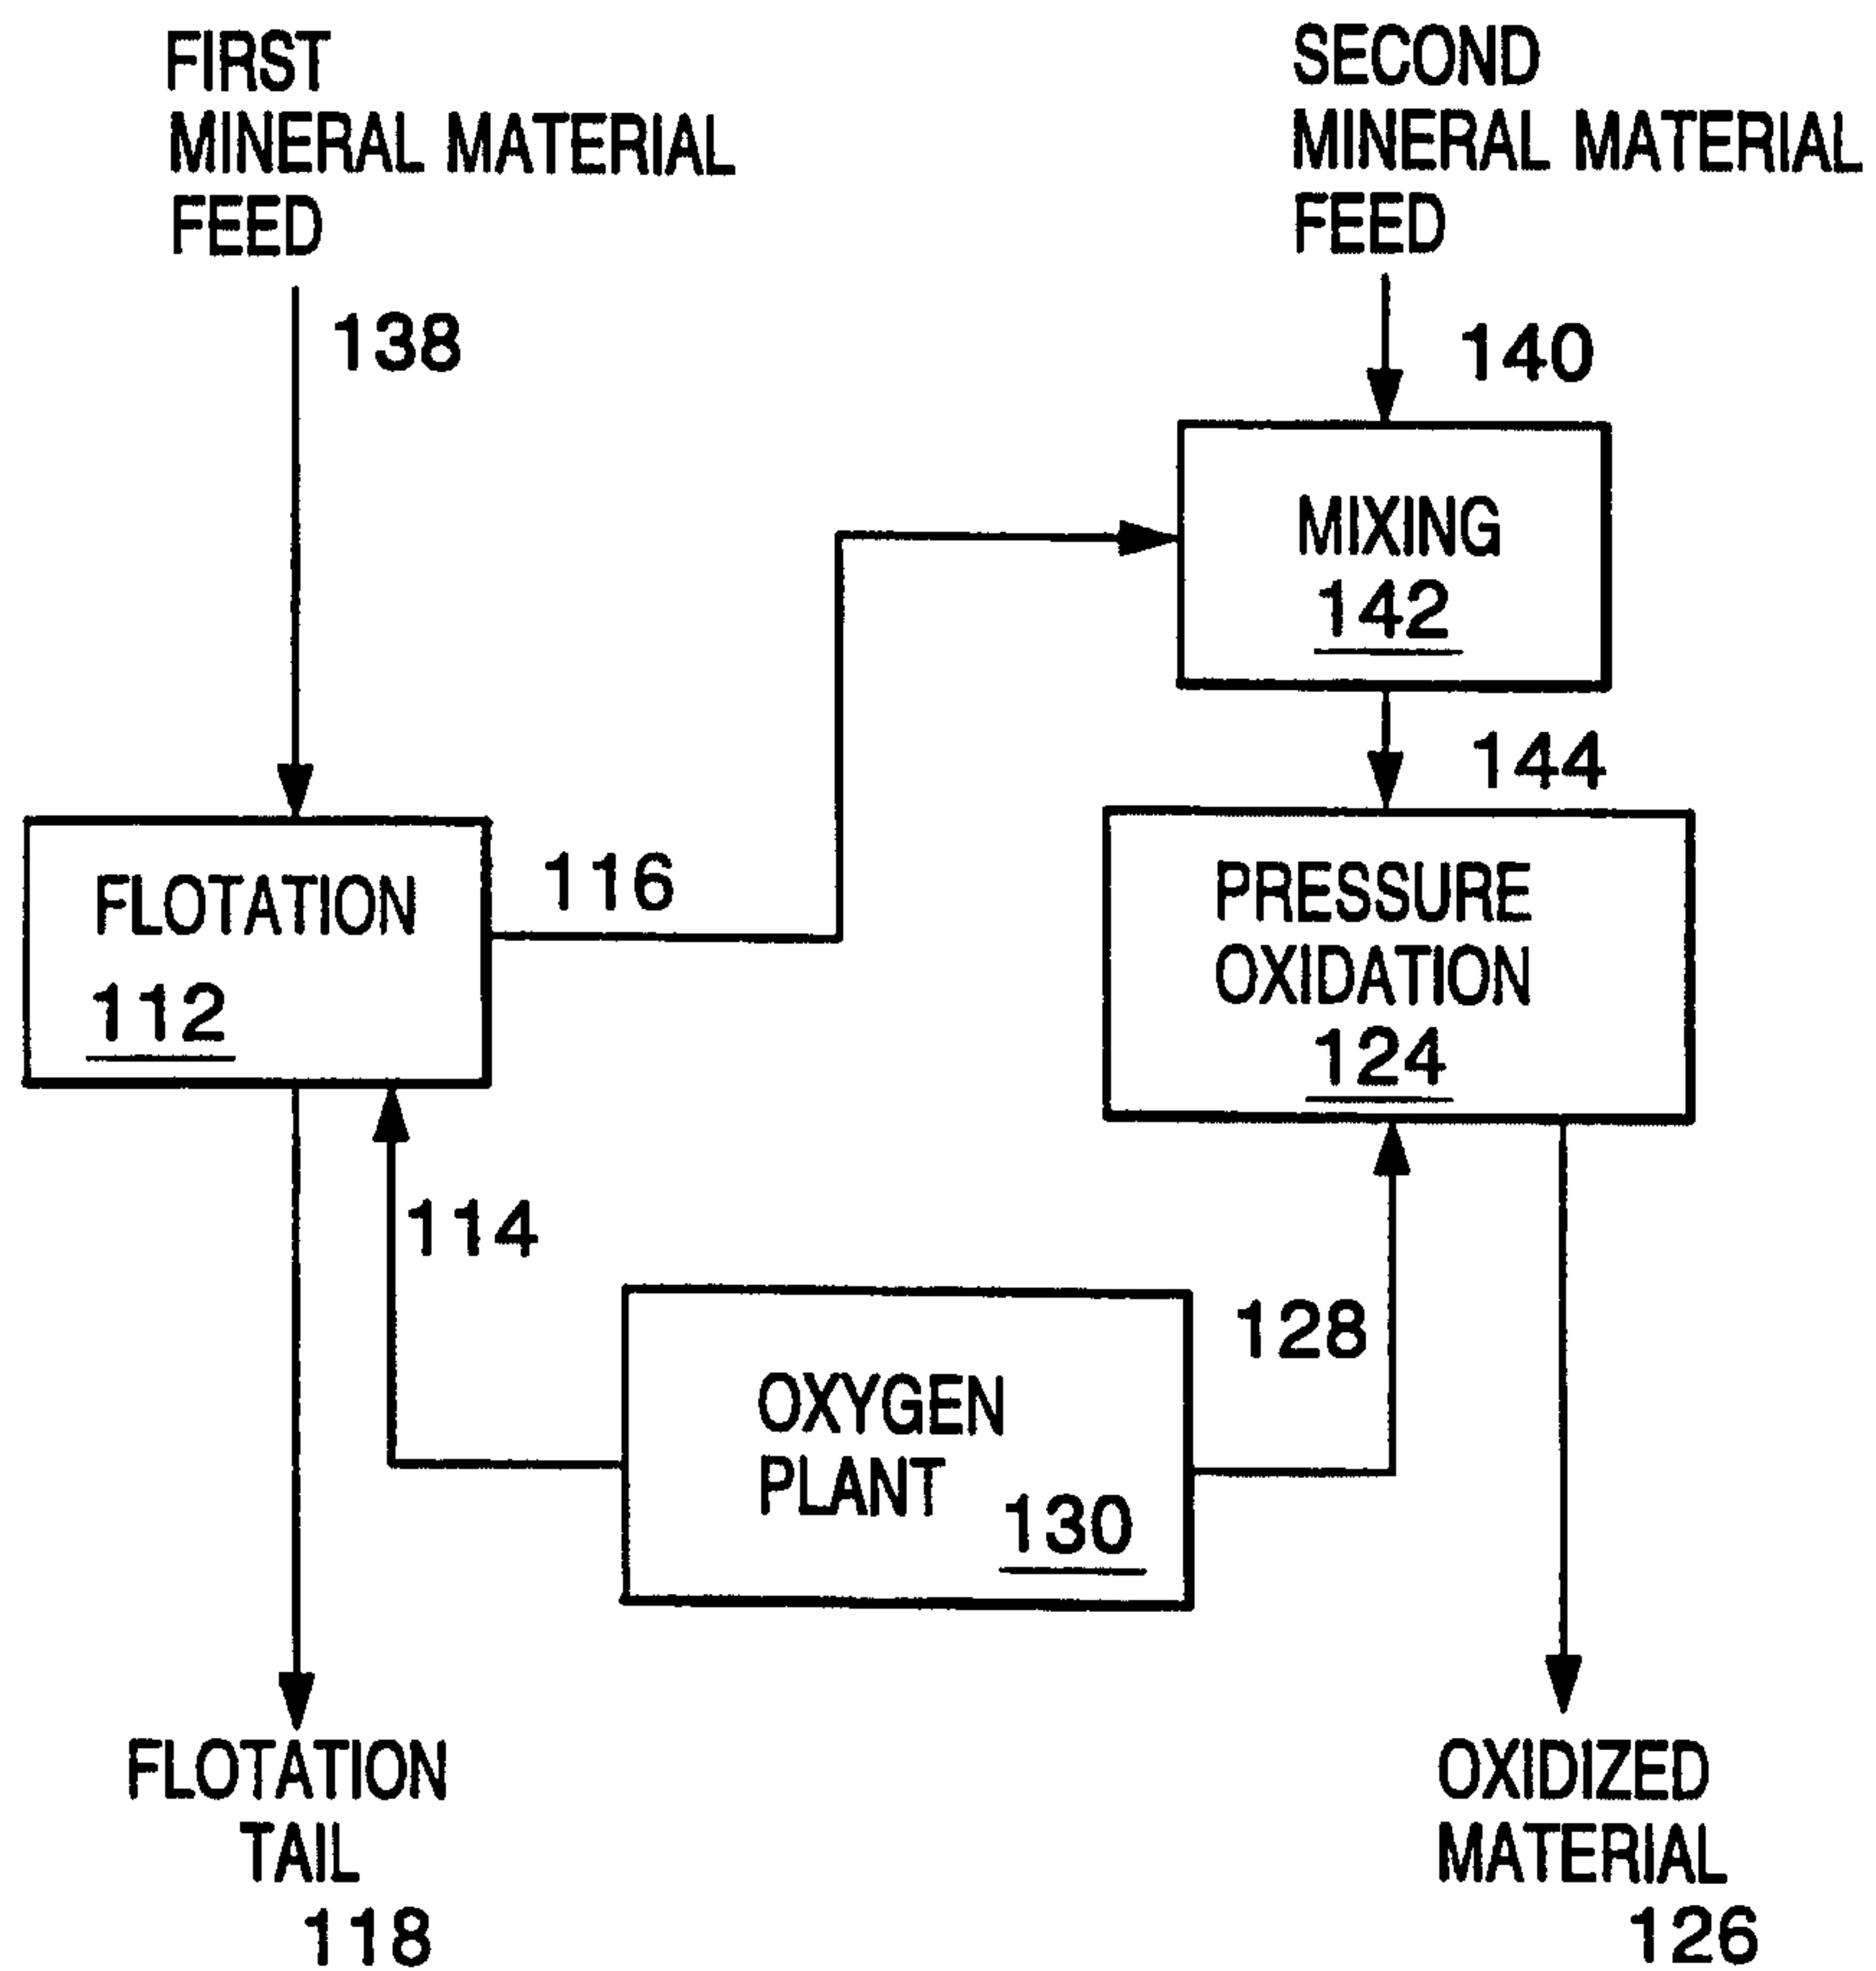 FIRST
MINERAL MATERIAL
FEED
SECOND
MINERAL MATERIAL
FEED
138
140
MIXING
142
144
FLOTATION
112
116
PRESSURE
OXIDATION
124
114
128
OXYGEN
PLANT
130
FLOTATION
TAIL
118
OXIDIZED
MATERIAL
126